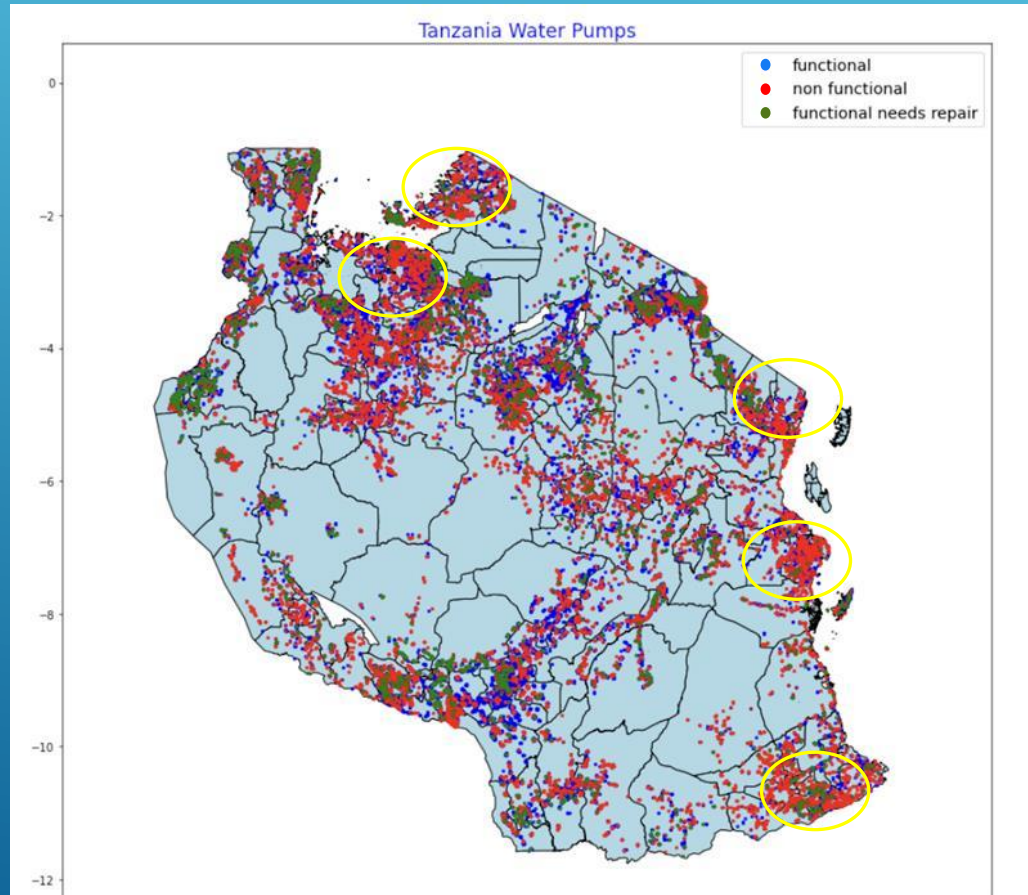 Tanzania Water Pumps
functional
non functional
functional needs repair
0
−2
−4
−6
−8
−10
−12